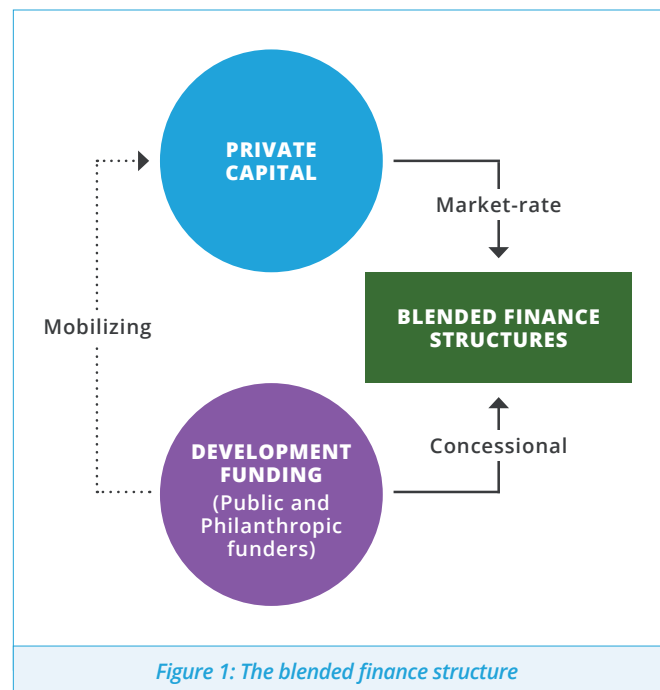 PRIVATE
CAPITAL
Market-rate
BLENDED FINANCE
STRUCTURES
Mobilizing
Concessional
DEVELOPMENT
FUNDING
(Public and
Philanthropic
funders)
Figure 1: The blended finance structure